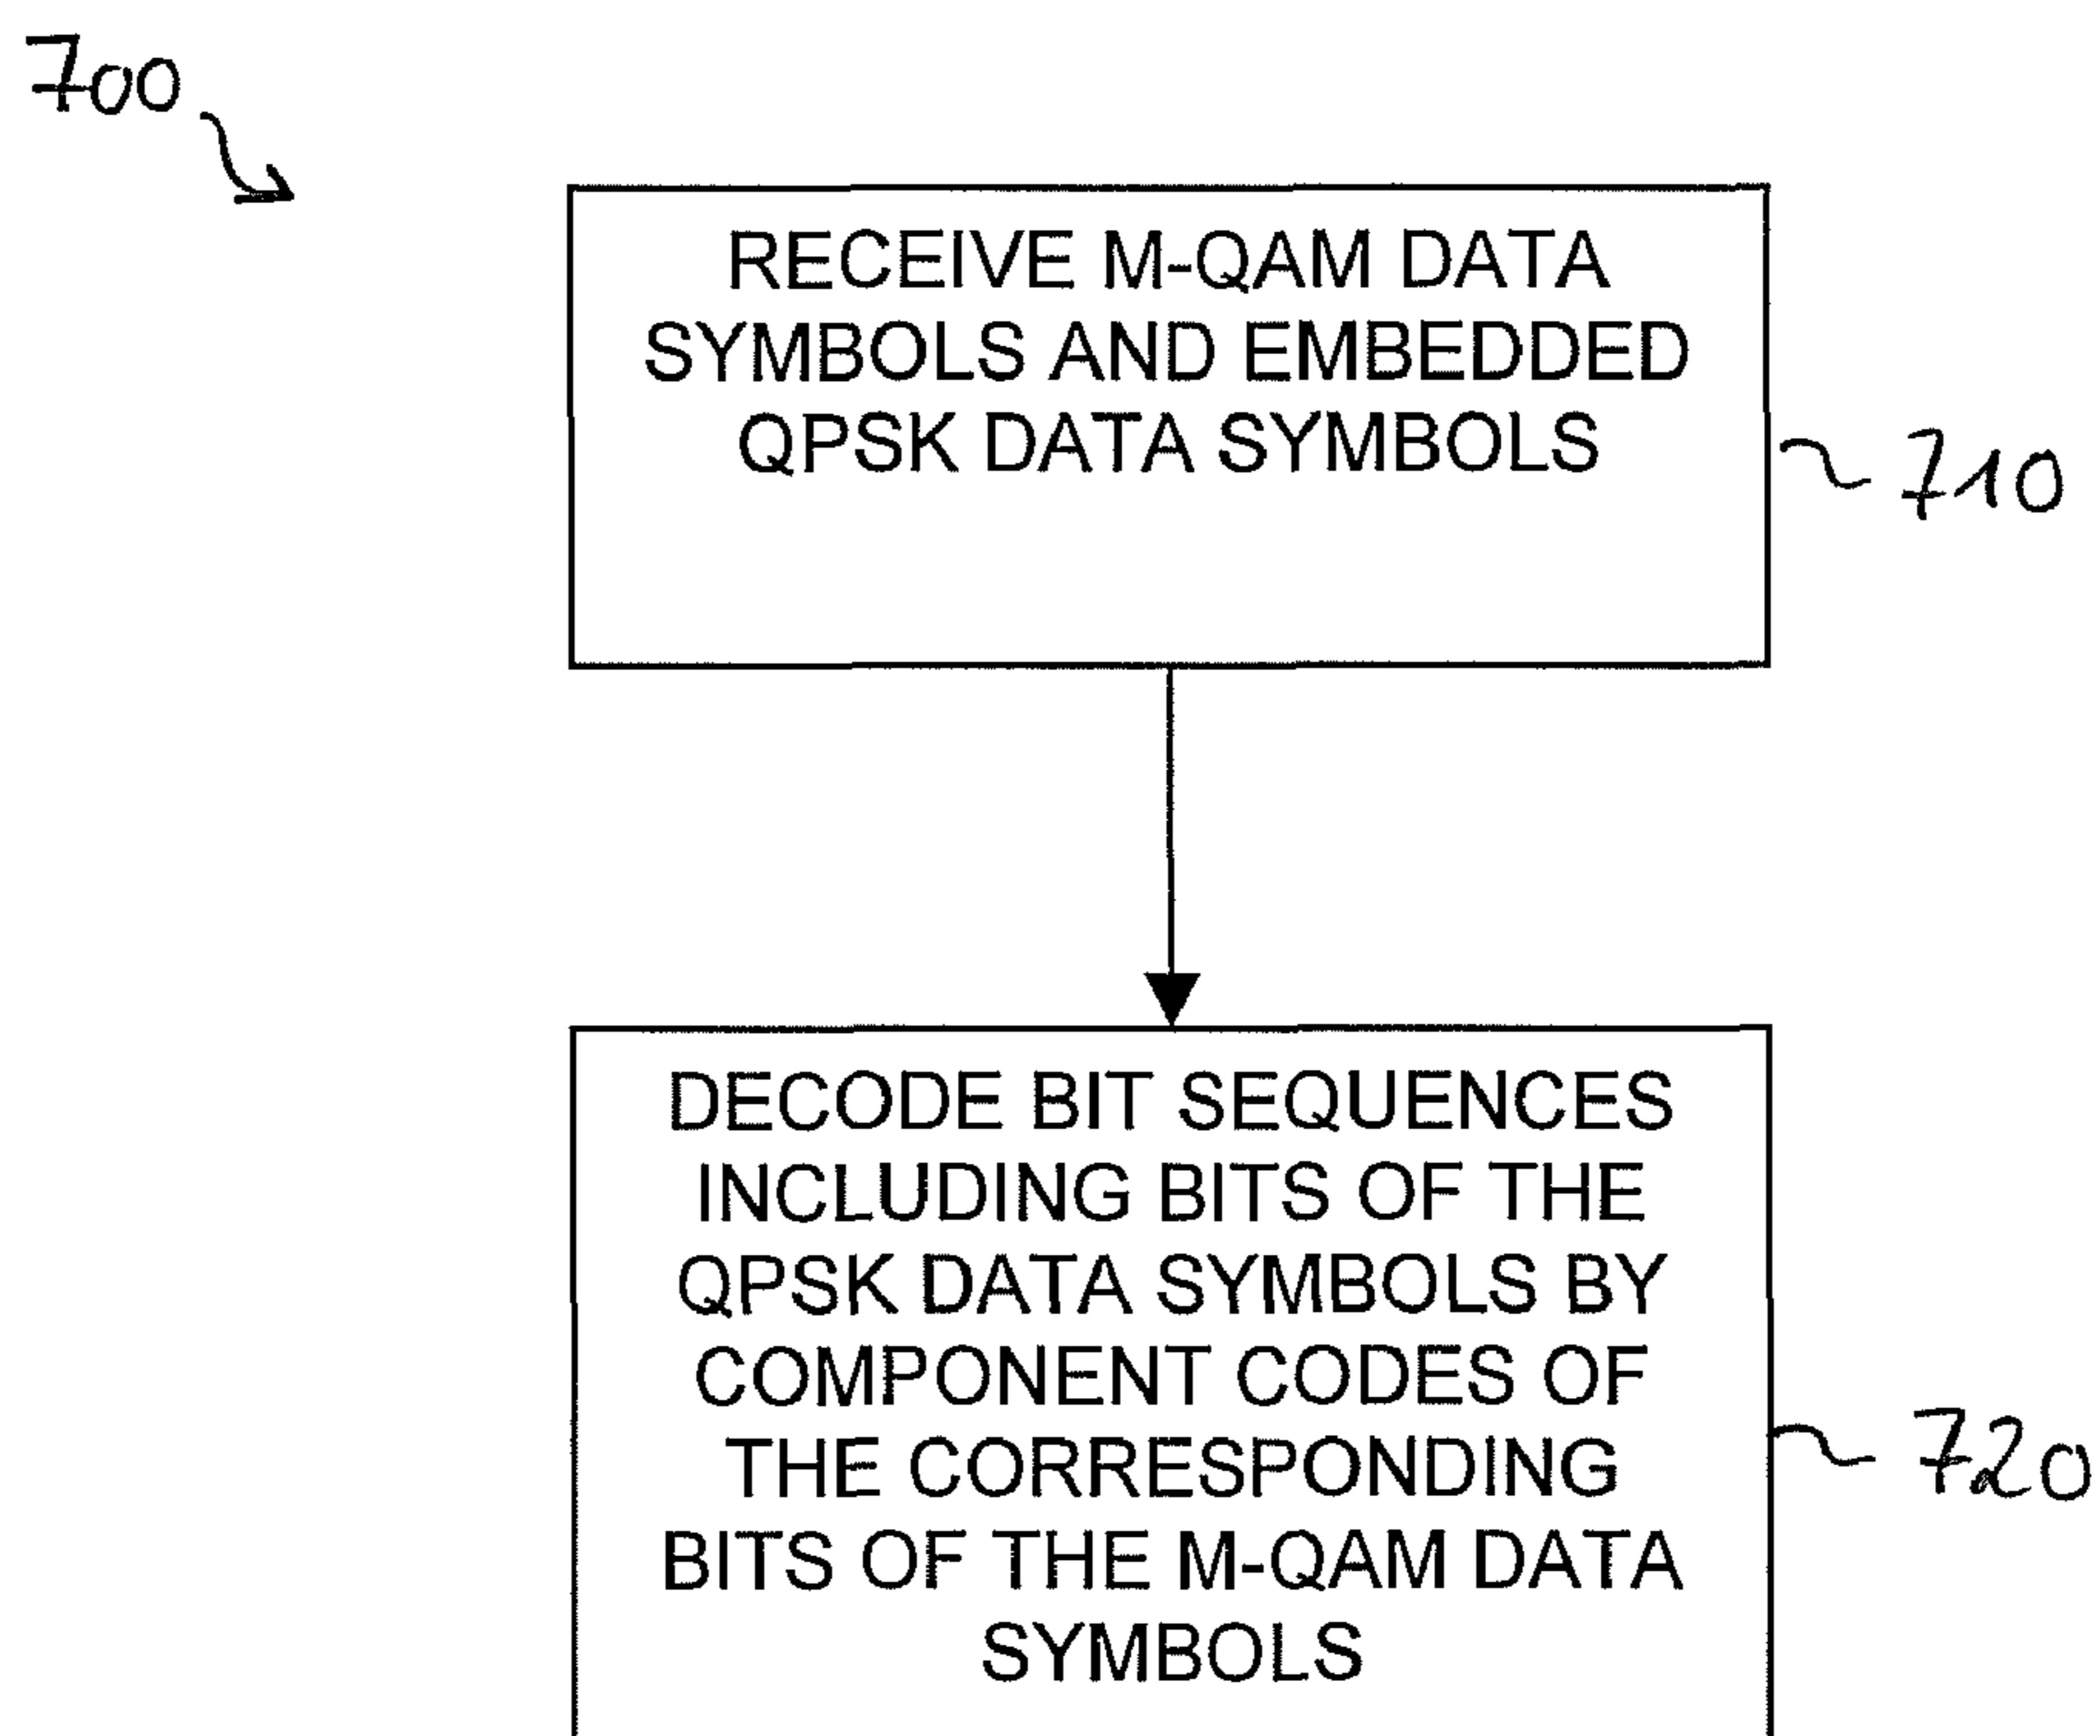 700
RECEIVE M-QAM DATA
SYMBOLS AND EMBEDDED
QPSK DATA SYMBOLS
710
DECODE BIT SEQUENCES
INCLUDING BITS OF THE
QPSK DATA SYMBOLS BY
COMPONENT CODES OF
THE CORRESPONDING
BITS OF THE M-QAM DATA
SYMBOLS
720